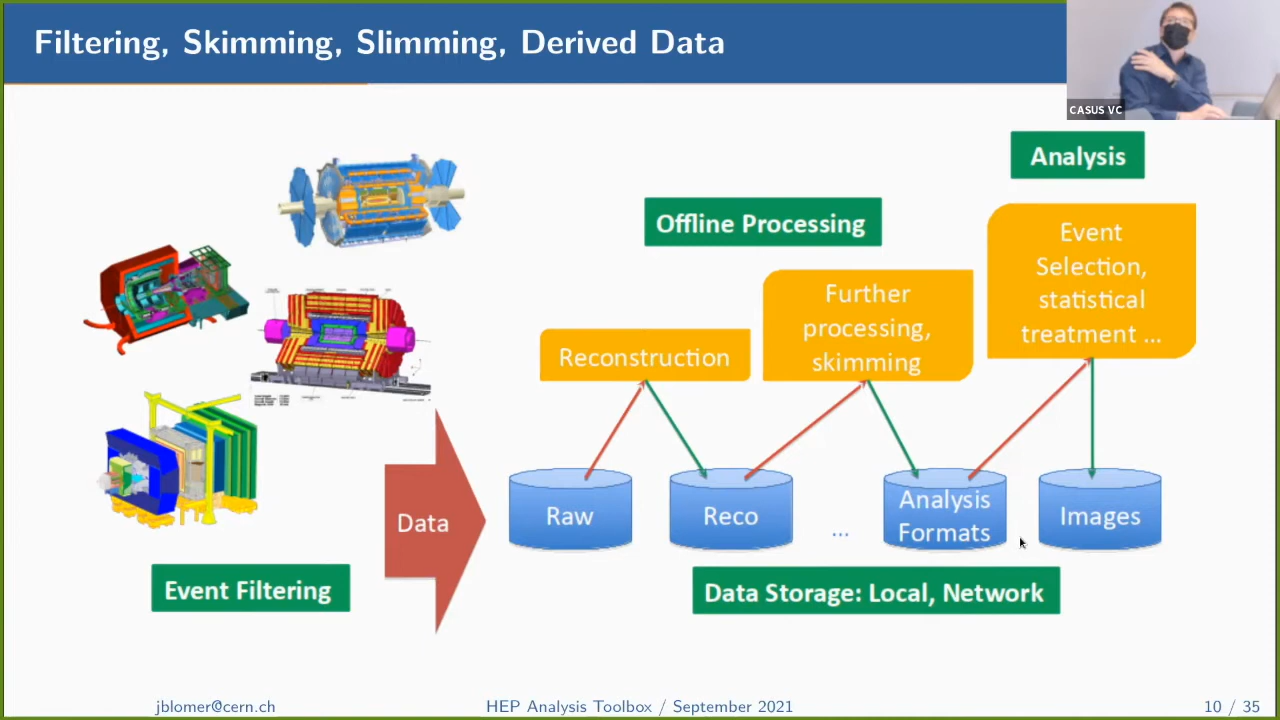 Filtering, Skimming, Slimming, Derived Data
CASUS VC
Analysis
Offline Processing
Event
Selection,
statistical
treatment ...
Further
processing,
skimming
Reconstruction
Data
Raw
Reco
...
Analysis
Formats
Images
Event Filtering
Data Storage: Local, Network
jblomer@cern.ch
HEP Analysis Toolbox / September 2021
10 / 35